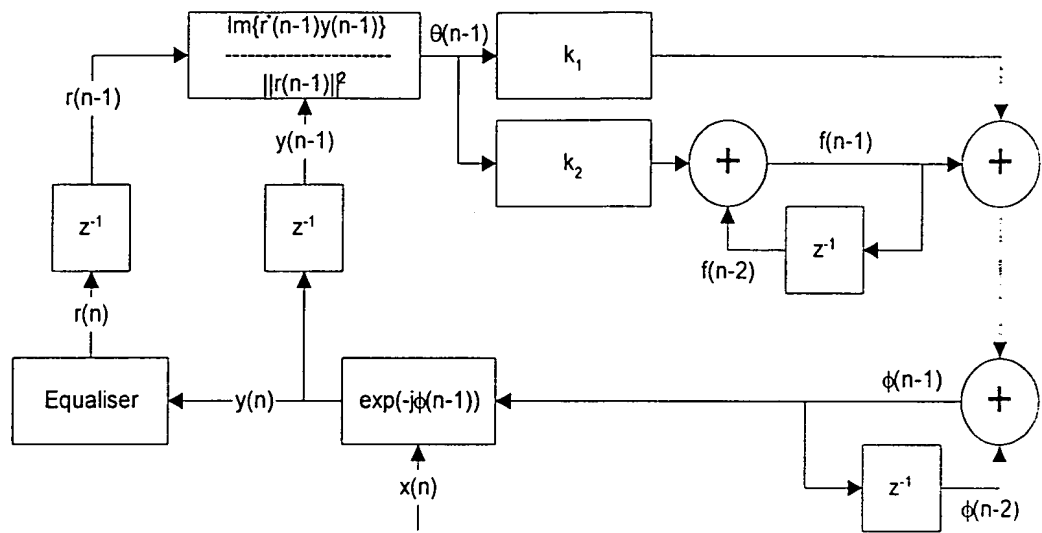 Im{r*(n-1)y(n-1)}
--------------------
||r(n-1)||²
θ(n-1)
k₁
r(n-1)
y(n-1)
k₂
+
f(n-1)
+
z⁻¹
z⁻¹
f(n-2)
z⁻¹
r(n)
Equaliser
y(n)
exp(-jϕ(n-1))
ϕ(n-1)
+
x(n)
z⁻¹
ϕ(n-2)